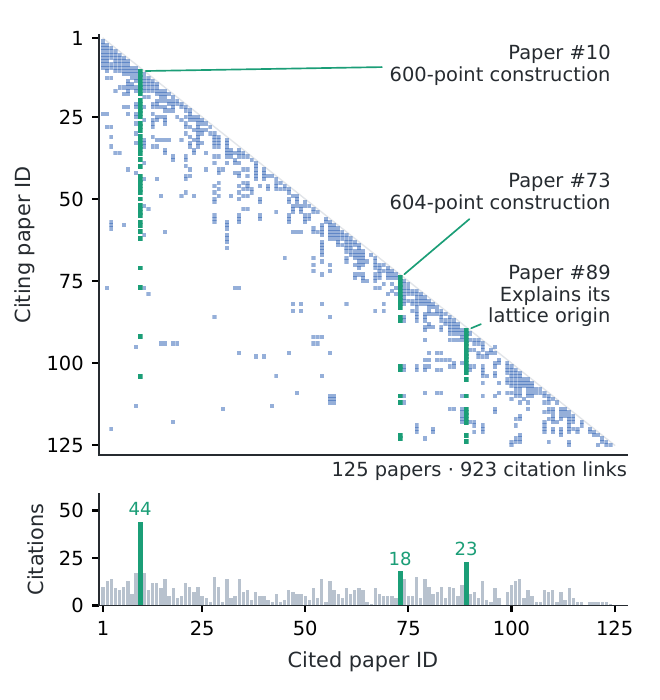 1
Paper #10
600-point construction
25
Paper #73
50
604-point construction
Citing paper ID
75
Paper #89
Explains its
lattice origin
100
125
125 papers · 923 citation links
50
44
Citations
25
18
23
0
1
25
50
75
100
125
Cited paper ID